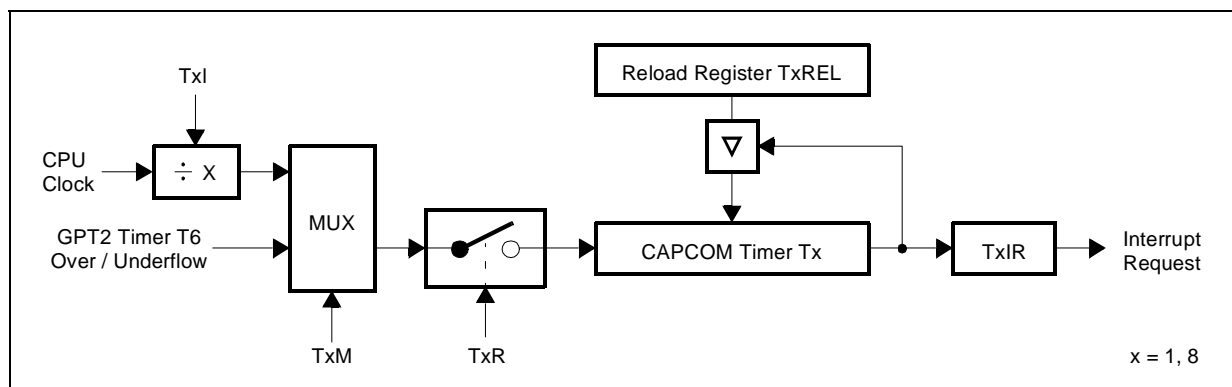 TxI
Reload Register TxREL
CPU
Clock
÷ X
∇
MUX
GPT2 Timer T6
Over / Underflow
CAPCOM Timer Tx
TxIR
Interrupt
Request
TxM
TxR
x = 1, 8